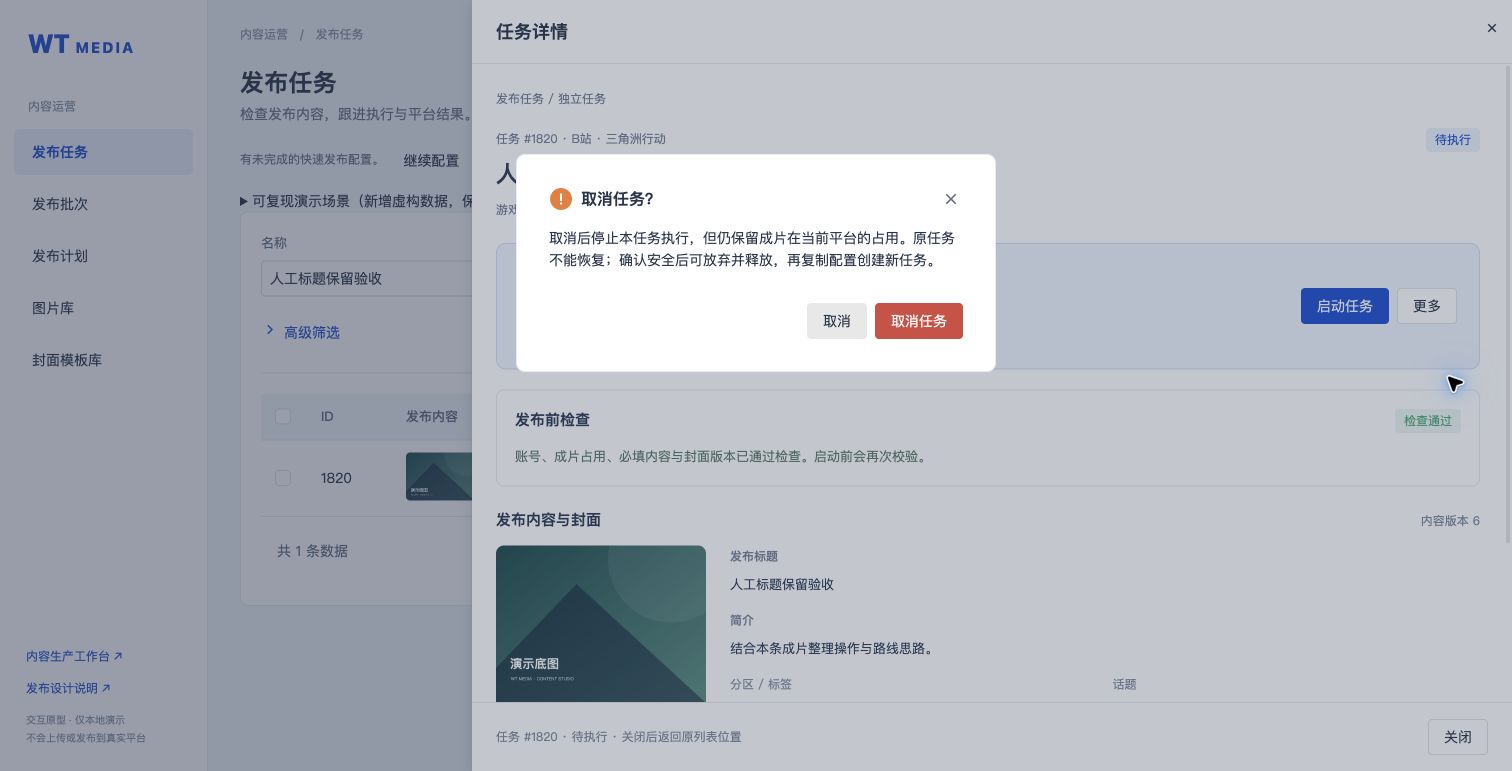 WT MEDIA
内容运营
发布任务
发布批次
发布计划
图片库
封面模板库
内容生产工作台 ↗
发布设计说明 ↗
交互原型 · 仅本地演示
不会上传或发布到真实平台
内容运营 / 发布任务
发布任务
检查发布内容，跟进执行与平台结果。
有未完成的快速发布配置。 继续配置
可复现演示场景（新增虚构数据，保
名称
人工标题保留验收
高级筛选
ID 发布内容
1820
演示底图
共 1 条数据
任务详情
发布任务 / 独立任务
任务 #1820 · B站 · 三角洲行动
待执行
人
游戏
取消任务?
取消后停止本任务执行，但仍保留成片在当前平台的占用。原任务
不能恢复；确认安全后可放弃并释放，再复制配置创建新任务。
取消 取消任务
启动任务 更多
发布前检查
检查通过
账号、成片占用、必填内容与封面版本已通过检查。启动前会再次校验。
发布内容与封面
内容版本 6
演示底图
WT MEDIA · CONTENT STUDIO
发布标题
人工标题保留验收
简介
结合本条成片整理操作与路线思路。
分区 / 标签 话题
任务 #1820 · 待执行 · 关闭后返回原列表位置
关闭